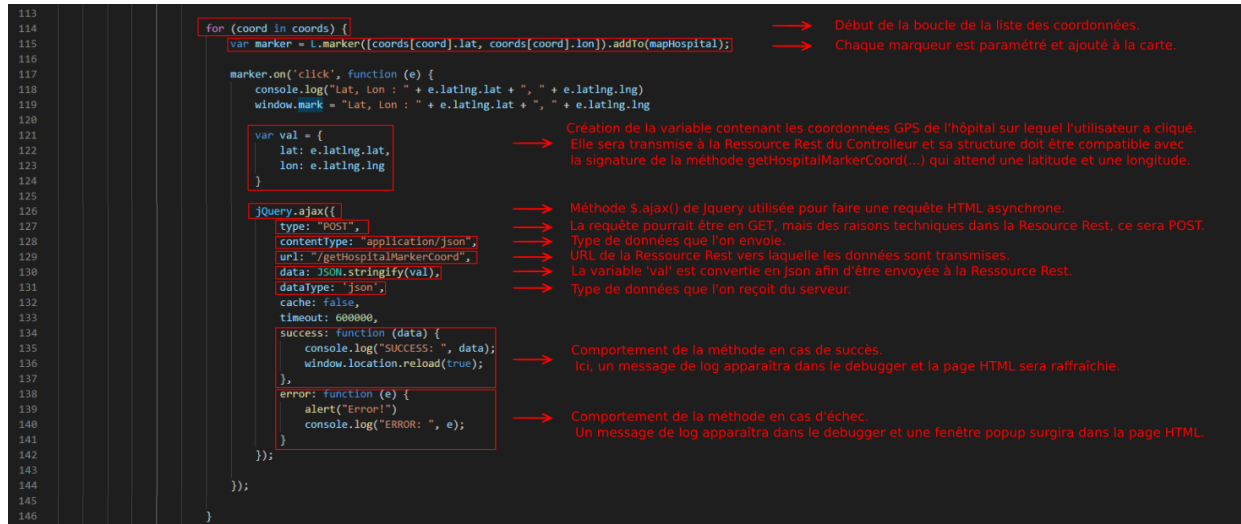 113
114 for (coord in coords) { Début de la boucle de la liste des coordonnées.
115 var marker = L.marker([coords[coord].lat, coords[coord].lon]).addTo(mapHospital); Chaque marqueur est paramétré et ajouté à la carte.
116
117 marker.on('click', function (e) {
118 console.log("Lat, Lon : " + e.latlng.lat + ", " + e.latlng.lng)
119 window.mark = "Lat, Lon : " + e.latlng.lat + ", " + e.latlng.lng
120
Création de la variable contenant les coordonnées GPS de l'hôpital sur lequel l'utilisateur a cliqué.
121 var val = {
122 lat: e.latlng.lat, Elle sera transmise à la Ressource Rest du Controlleur et sa structure doit être compatible avec
123 lon: e.latlng.lng la signature de la méthode getHospitalMarkerCoord(...) qui attend une latitude et une longitude.
124 }
125
126 jQuery.ajax({ Méthode $.ajax() de Jquery utilisée pour faire une requête HTML asynchrone.
127 type: "POST", La requête pourrait être en GET, mais des raisons techniques dans la Resource Rest, ce sera POST.
128 contentType: "application/json", Type de données que l'on envoie.
129 url: "/getHospitalMarkerCoord", URL de la Ressource Rest vers laquelle les données sont transmises.
130 data: JSON.stringify(val), La variable 'val' est convertie en Json afin d'être envoyée à la Ressource Rest.
131 dataType: 'json', Type de données que l'on reçoit du serveur.
132 cache: false,
133 timeout: 600000,
134 success: function (data) {
135 console.log("SUCCESS: ", data); Comportement de la méthode en cas de succès.
136 window.location.reload(true); Ici, un message de log apparaîtra dans le debugger et la page HTML sera raffraîchie.
137 },
138 error: function (e) {
139 alert("Error!") Comportement de la méthode en cas d'échec.
140 console.log("ERROR: ", e); Un message de log apparaîtra dans le debugger et une fenêtre popup surgira dans la page HTML.
141 }
142 });
143
144 });
145
146 }